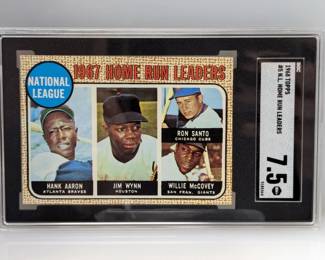 1967 HOME RUN LEADERS
NATIONAL
LEAGUE
HANK AARON
ATLANTA BRAVES
JIM WYNN
HOUSTON
RON SANTO
CHICAGO CUBS
WILLIE McCOVEY
SAN FRAN. GIANTS
1968 TOPPS
#5 N.L. HOME RUN LEADERS
SGC
7.5